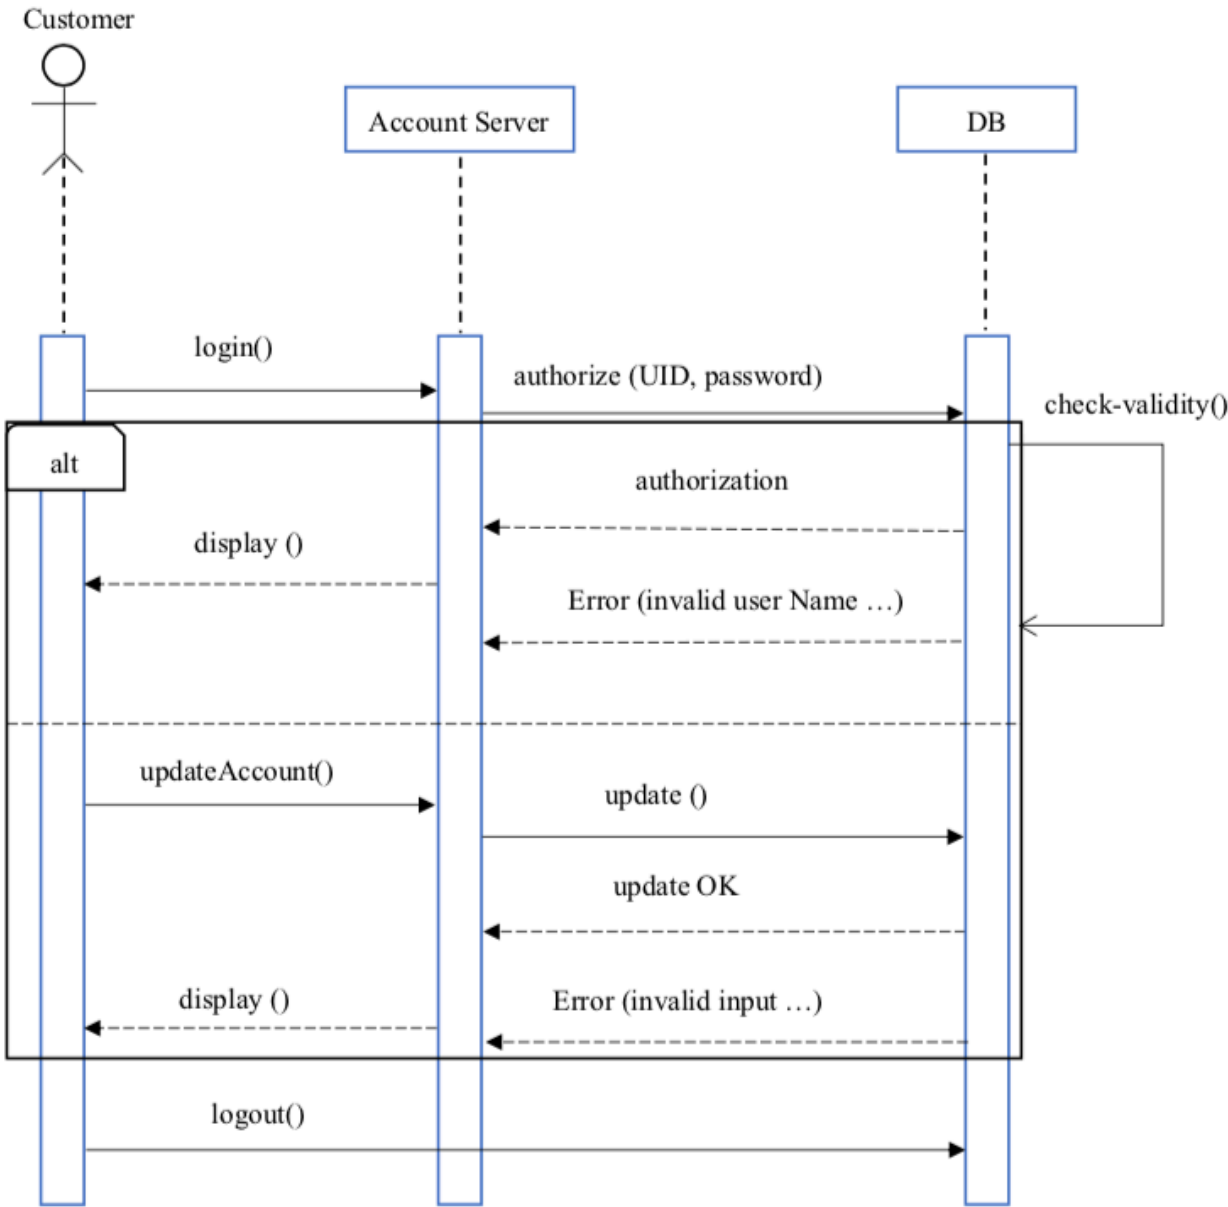 Customer
Account Server
DB
login()
authorize (UID, password)
check-validity()
alt
authorization
display ()
Error (invalid user Name …)
updateAccount()
update ()
update OK
display ()
Error (invalid input …)
logout()